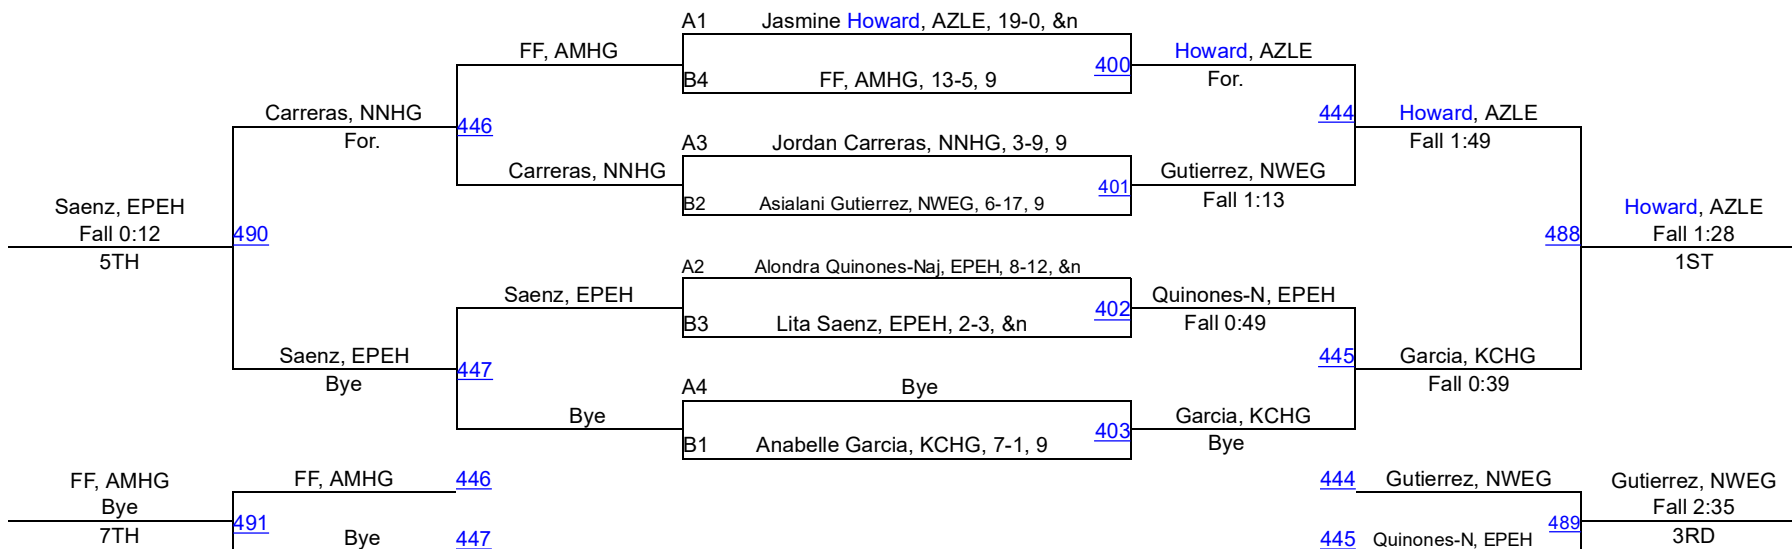 A1 Jasmine Howard, AZLE, 19-0, &n
FF, AMHG
Howard, AZLE
400
B4 FF, AMHG, 13-5, 9
For.
Carreras, NNHG
446
444
Howard, AZLE
For.
Fall 1:49
A3 Jordan Carreras, NNHG, 3-9, 9
Carreras, NNHG
Gutierrez, NWEG
401
B2 Asialani Gutierrez, NWEG, 6-17, 9
Fall 1:13
Saenz, EPEH
Howard, AZLE
Fall 0:12
490
488
Fall 1:28
5TH
1ST
A2 Alondra Quinones-Naj, EPEH, 8-12, &n
Saenz, EPEH
Quinones-N, EPEH
402
B3 Lita Saenz, EPEH, 2-3, &n
Fall 0:49
Saenz, EPEH
447
445
Garcia, KCHG
Bye
Fall 0:39
A4 Bye
Bye
Garcia, KCHG
403
B1 Anabelle Garcia, KCHG, 7-1, 9
Bye
FF, AMHG
FF, AMHG
446
444
Gutierrez, NWEG
Gutierrez, NWEG
Bye
Fall 2:35
491
489
7TH
Bye
447
445
Quinones-N, EPEH
3RD